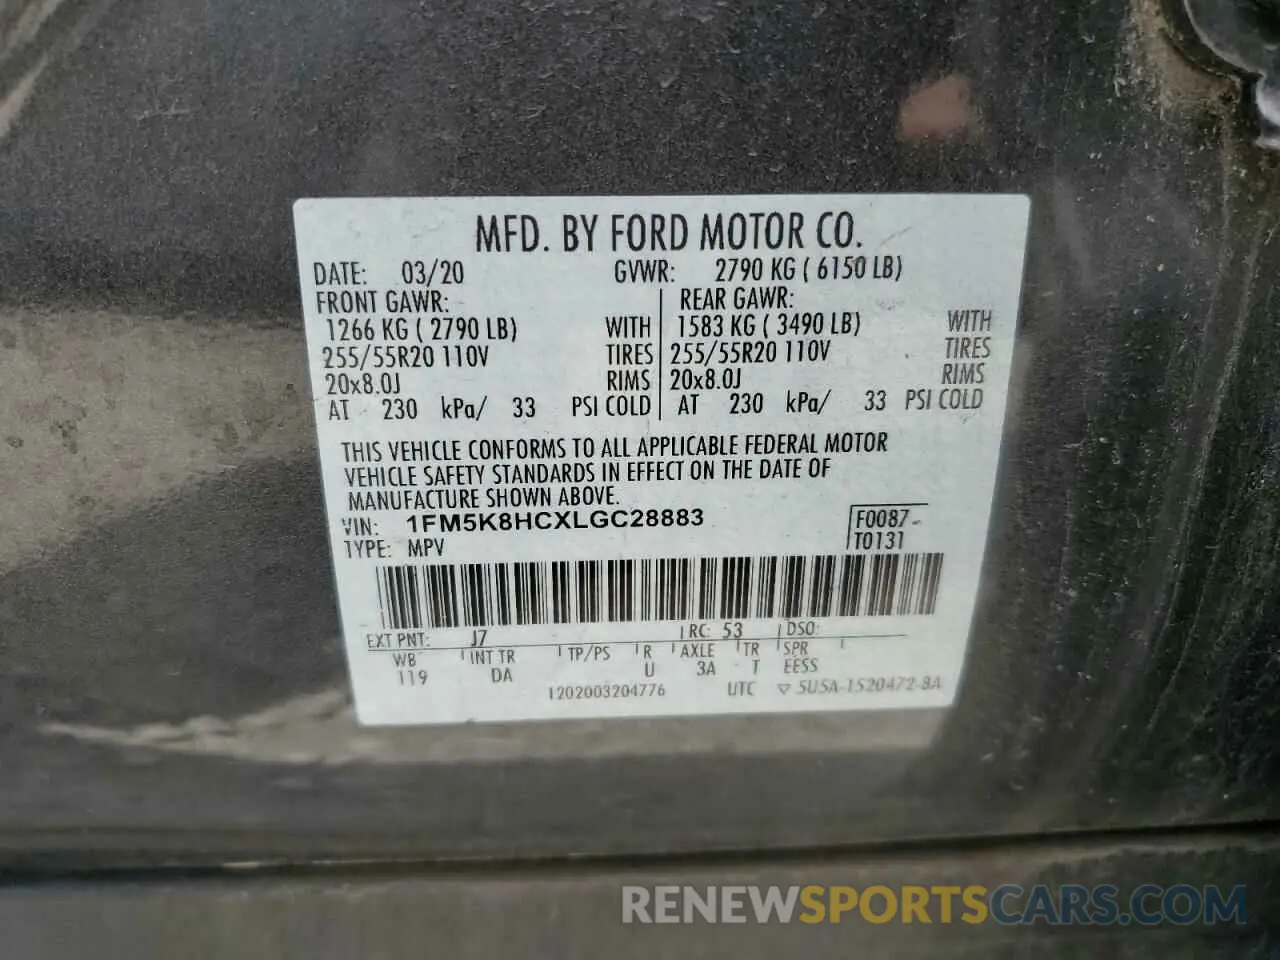 MFD. BY FORD MOTOR CO.
DATE: 03/20 GVWR: 2790 KG ( 6150 LB)
FRONT GAWR: REAR GAWR:
1266 KG ( 2790 LB) WITH 1583 KG ( 3490 LB) WITH
255/55R20 110V TIRES 255/55R20 110V TIRES
20x8.0J RIMS 20x8.0J RIMS
AT 230 kPa/ 33 PSI COLD AT 230 kPa/ 33 PSI COLD
THIS VEHICLE CONFORMS TO ALL APPLICABLE FEDERAL MOTOR
VEHICLE SAFETY STANDARDS IN EFFECT ON THE DATE OF
MANUFACTURE SHOWN ABOVE.
VIN: 1FM5K8HCXLGC28883 F0087
TYPE: MPV T0131
EXT PNT: J7 RC: 53 DSO:
WB INT TR TP/PS R AXLE TR SPR
119 DA U 3A T EESS
1202003204776 UTC ▽ 5U5A-1520472-BA
RENEWSPORTSCARS.COM